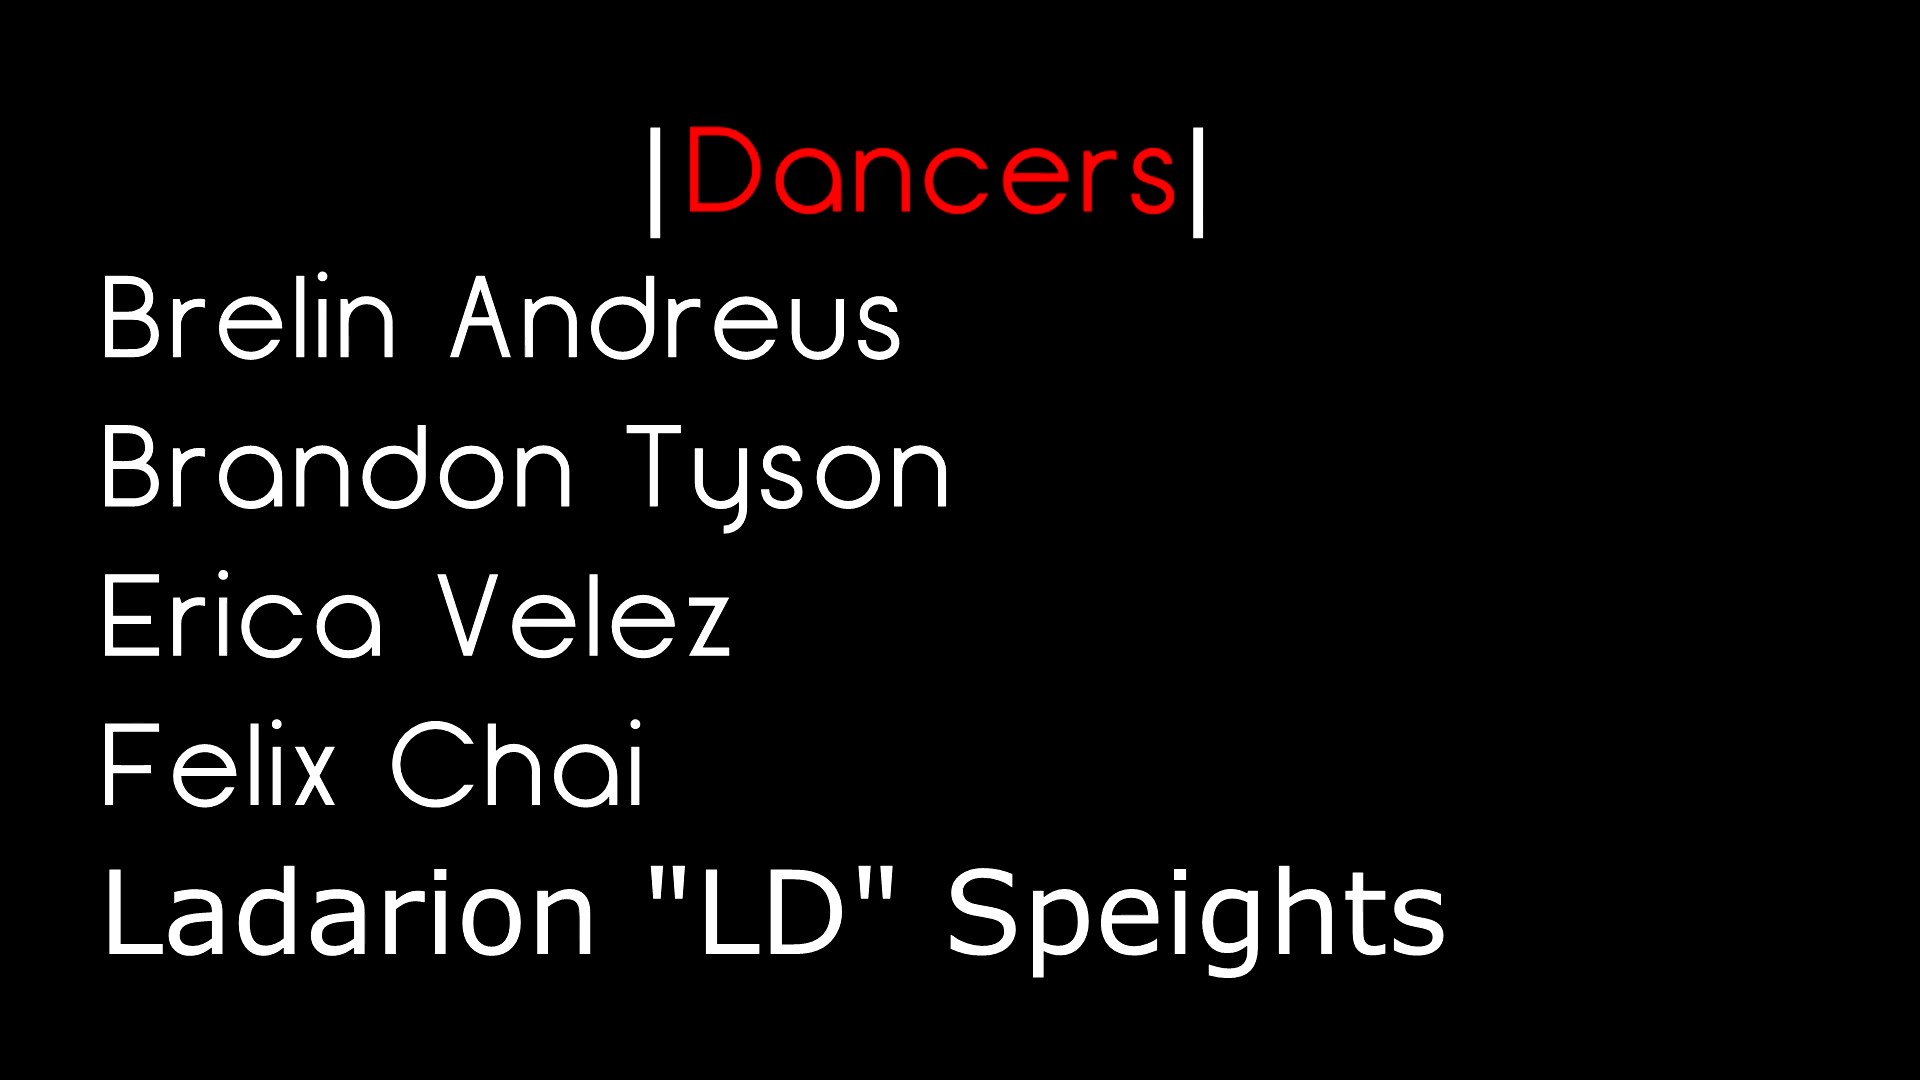 |Dancers|
Brelin Andreus
Brandon Tyson
Erica Velez
Felix Chai
Ladarion "LD" Speights